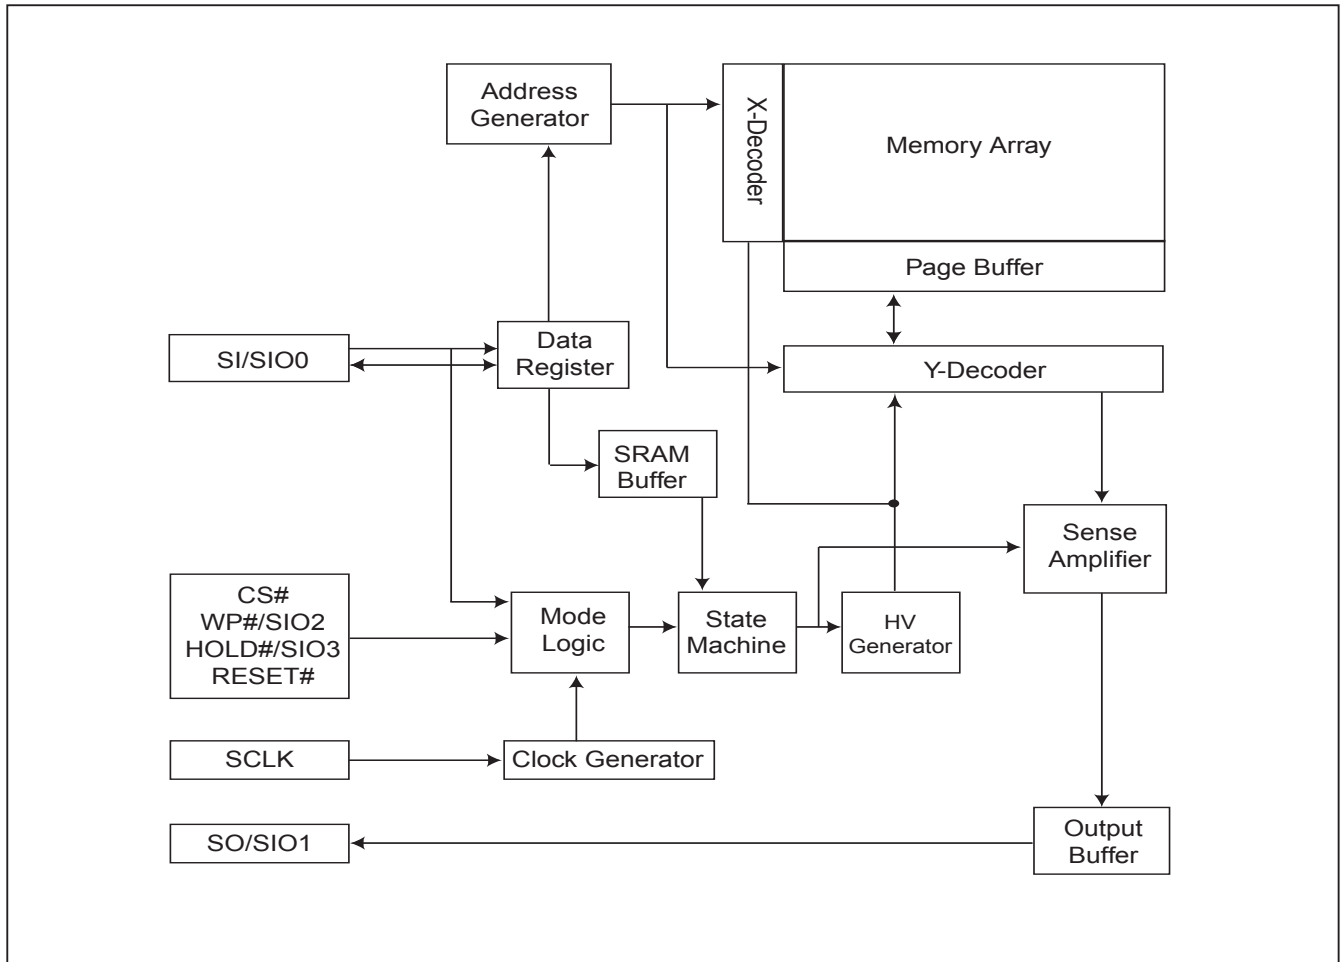 Address
Generator
X-Decoder
Memory Array
Page Buffer
SI/SIO0
Data
Register
Y-Decoder
SRAM
Buffer
Sense
Amplifier
CS#
WP#/SIO2
HOLD#/SIO3
RESET#
Mode
Logic
State
Machine
HV
Generator
SCLK
Clock Generator
SO/SIO1
Output
Buffer